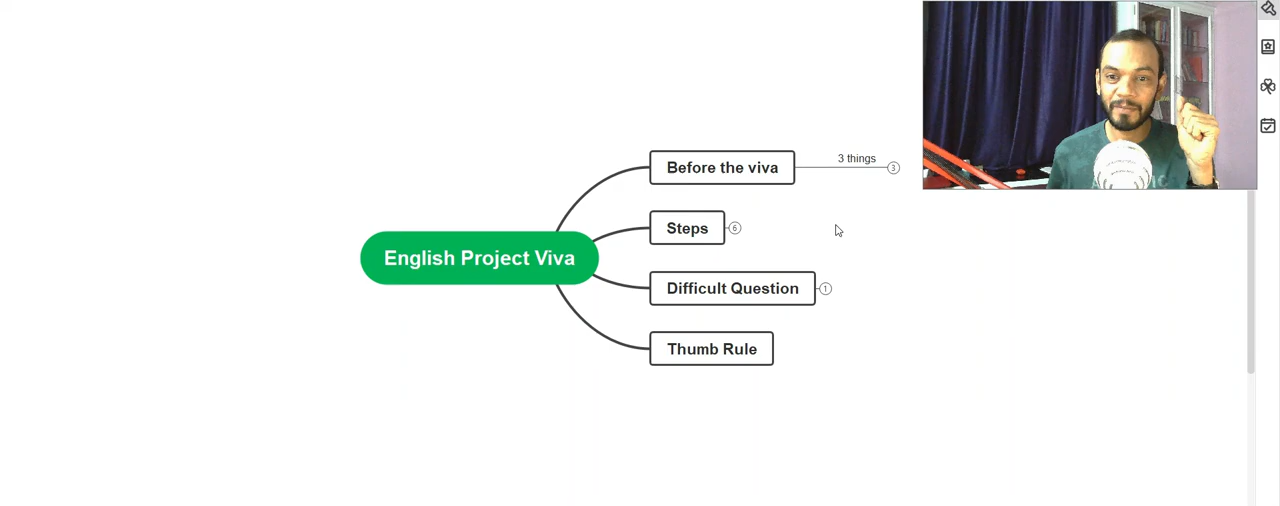 English Project Viva
Before the viva
3 things
3
Steps
6
Difficult Question
1
Thumb Rule